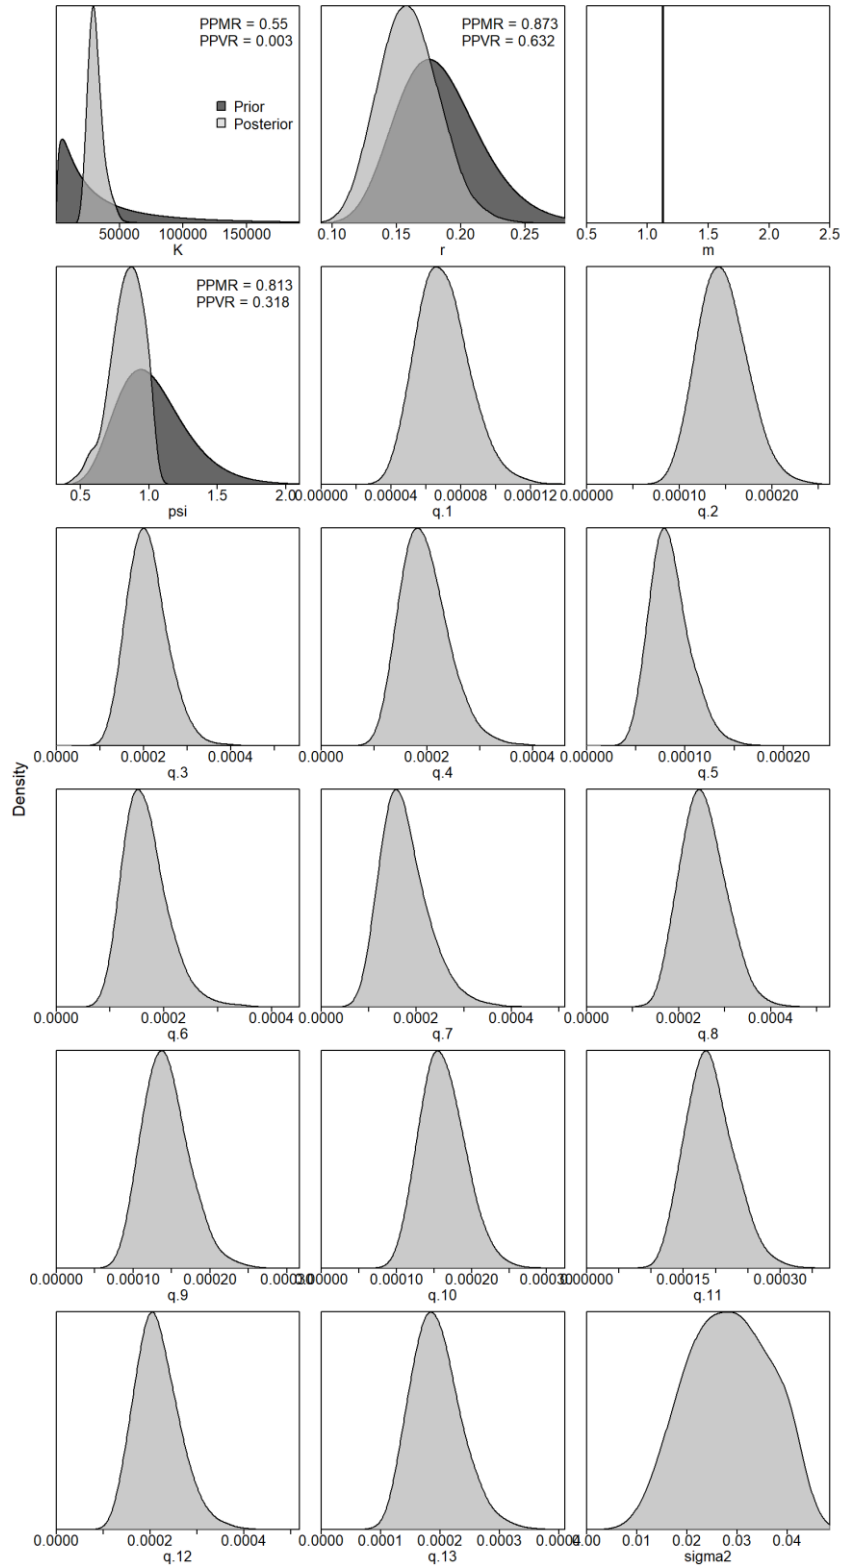 PPMR = 0.55
PPVR = 0.003
Prior
Posterior
50000 100000 150000
K
PPMR = 0.873
PPVR = 0.632
0.10 0.15 0.20 0.25
r
0.5 1.0 1.5 2.0 2.5
m
PPMR = 0.813
PPVR = 0.318
0.5 1.0 1.5 2.0
psi
0.00000 0.00004 0.00008 0.00012
q.1
0.00000 0.00010 0.00020
q.2
Density
0.0000 0.0002
q.3
0.0000 0.0002 0.0004
q.4
0.00000 0.00010 0.00020
q.5
0.0000 0.0002 0.0004
q.6
0.0000 0.0002 0.0004
q.7
0.0000 0.0002 0.0004
q.8
0.00000 0.00010 0.00020 0.00030
q.9
0.00000 0.00010 0.00020 0.00030
q.10
0.00000 0.00015 0.00030
q.11
0.0000 0.0002 0.0004
q.12
0.0000 0.0001 0.0002 0.0003 0.0004
q.13
0.00 0.01 0.02 0.03 0.04
sigma2